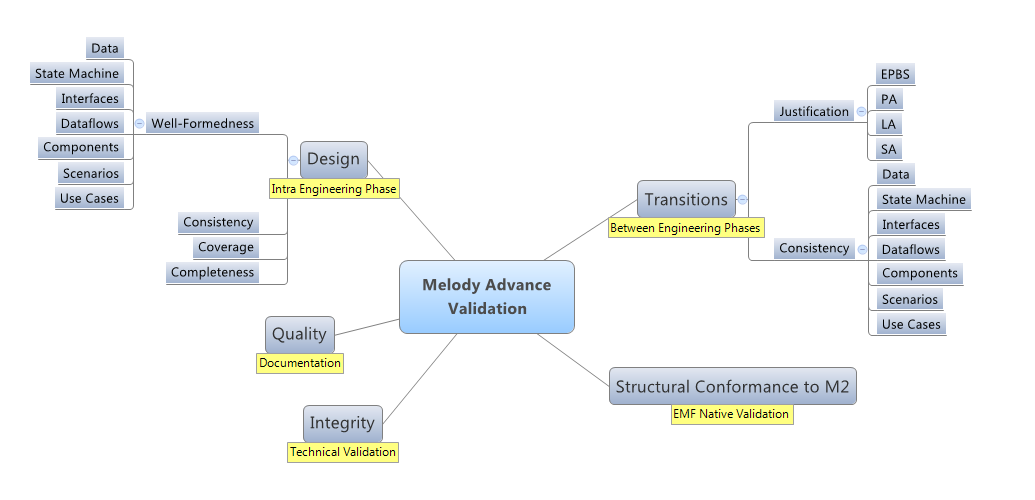 Data
State Machine
Interfaces
Dataflows
Components
Scenarios
Use Cases
Well-Formedness
Design
Intra Engineering Phase
Consistency
Coverage
Completeness
Quality
Documentation
Integrity
Technical Validation
Melody Advance
Validation
Transitions
Between Engineering Phases
Justification
EPBS
PA
LA
SA
Consistency
Data
State Machine
Interfaces
Dataflows
Components
Scenarios
Use Cases
Structural Conformance to M2
EMF Native Validation